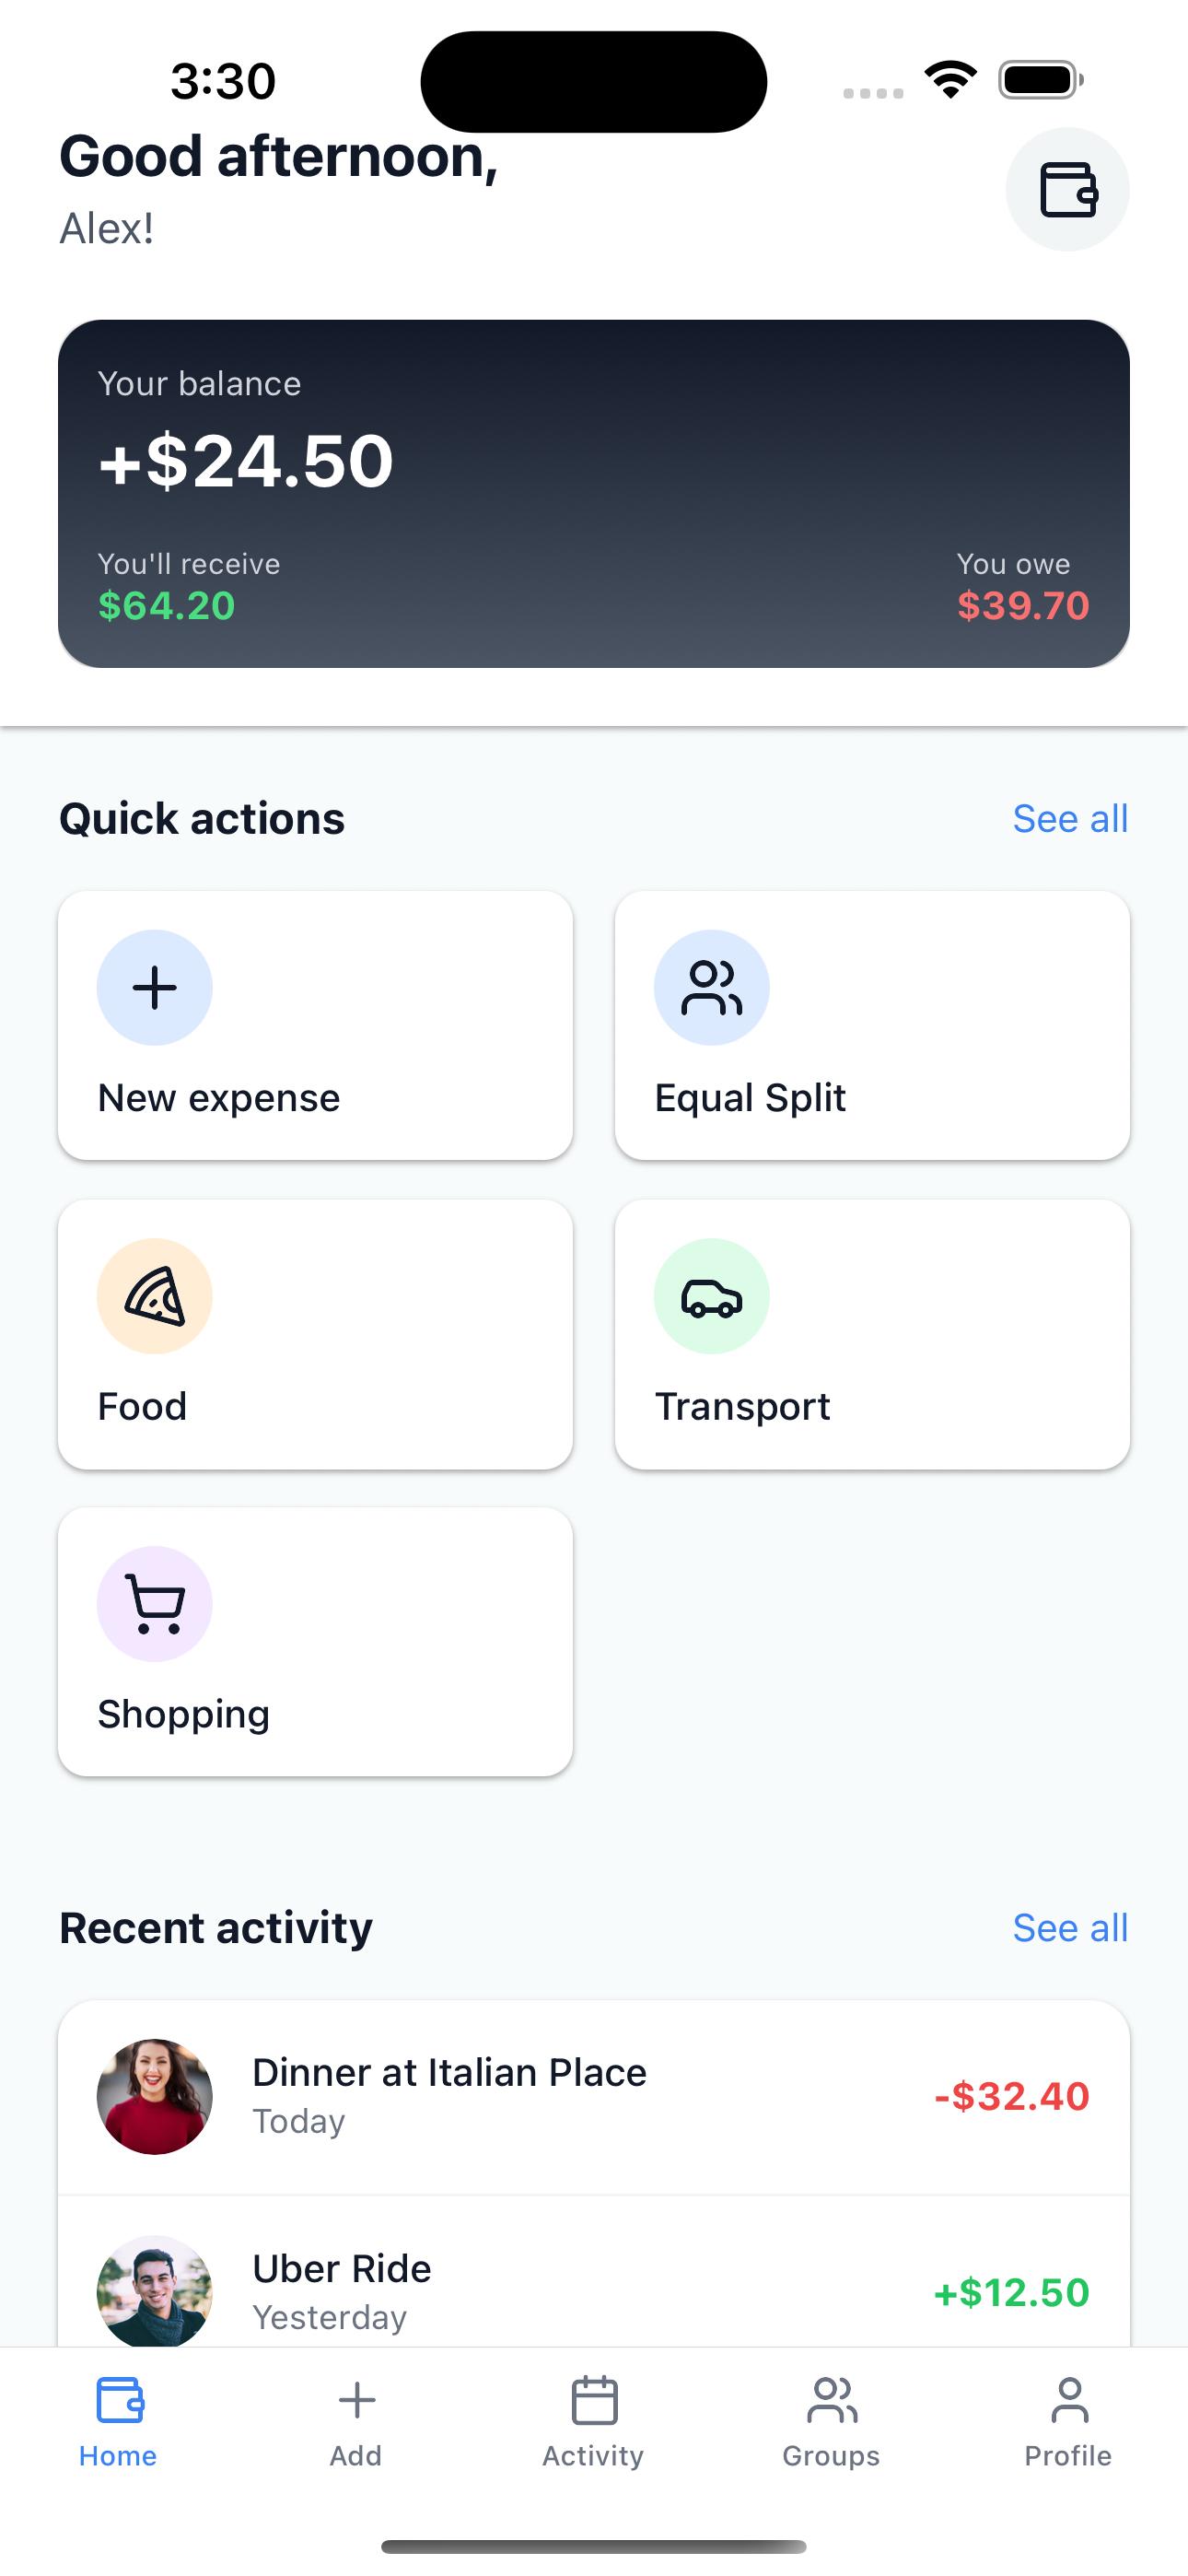 3:30
Good afternoon,
Alex!
Your balance
+$24.50
You'll receive
$64.20
You owe
$39.70
Quick actions
See all
New expense
Equal Split
Food
Transport
Shopping
Recent activity
See all
Dinner at Italian Place
Today
-$32.40
Uber Ride
Yesterday
+$12.50
Home
Add
Activity
Groups
Profile